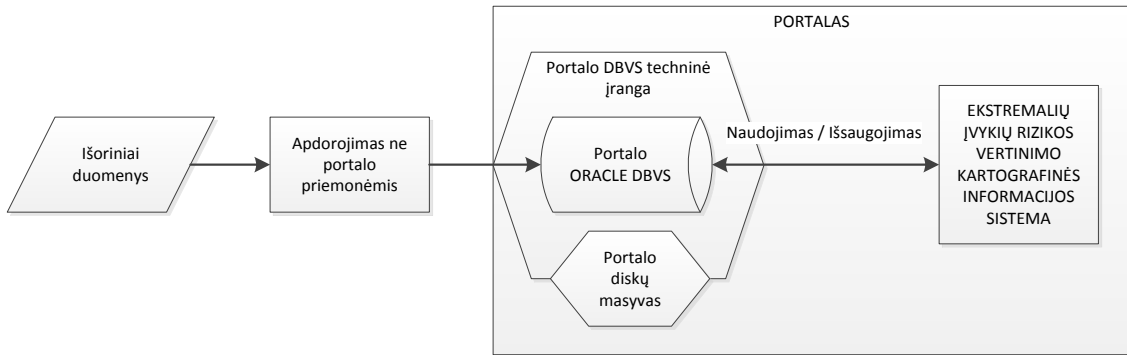 PORTALAS
Išoriniai
duomenys
Apdorojimas ne
portalo
priemonėmis
Portalo DBVS techninė
įranga
Portalo
ORACLE DBVS
Portalo
diskų
masyvas
Naudojimas / Išsaugojimas
EKSTREMALIŲ
ĮVYKIŲ RIZIKOS
VERTINIMO
KARTOGRAFINĖS
INFORMACIJOS
SISTEMA